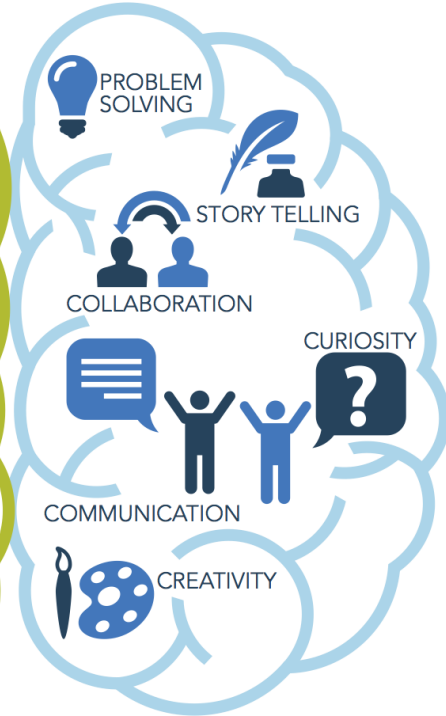 PROBLEM
SOLVING
STORY TELLING
COLLABORATION
CURIOSITY
?
COMMUNICATION
CREATIVITY